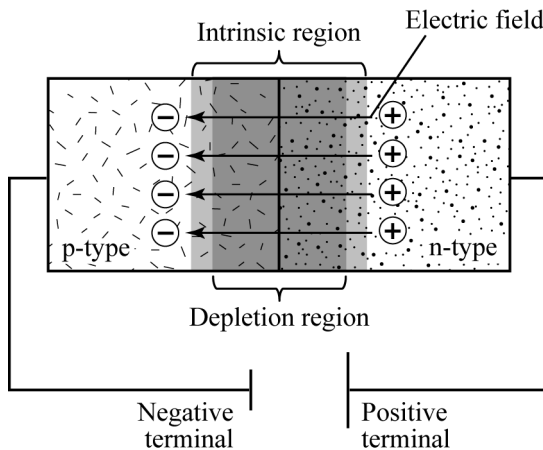 Electric field
Intrinsic region
− + 
− +
− +
− +
p-type n-type
Depletion region
Negative terminal
Positive terminal